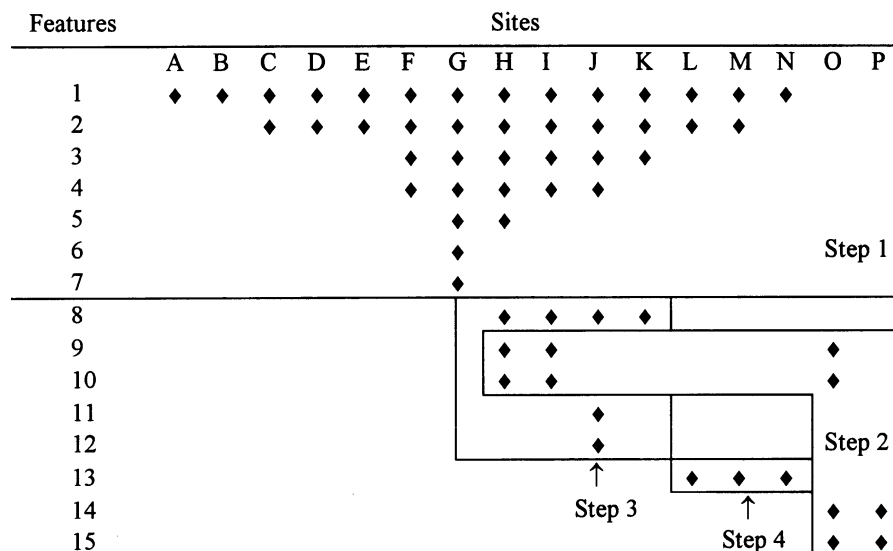 Features Sites
A B C D E F G H I J K L M N O P
1 ♦ ♦ ♦ ♦ ♦ ♦ ♦ ♦ ♦ ♦ ♦ ♦ ♦ ♦
2 ♦ ♦ ♦ ♦ ♦ ♦ ♦ ♦ ♦ ♦ ♦
3 ♦ ♦ ♦ ♦ ♦ ♦
4 ♦ ♦ ♦ ♦ ♦
5 ♦ ♦
6 ♦ Step 1
7 ♦
8 ♦ ♦ ♦ ♦
9 ♦ ♦ ♦
10 ♦ ♦ ♦
11 ♦
12 ♦ Step 2
13 ↑ ♦ ♦ ♦
14 Step 3 ↑ ♦ ♦
15 Step 4 ♦ ♦